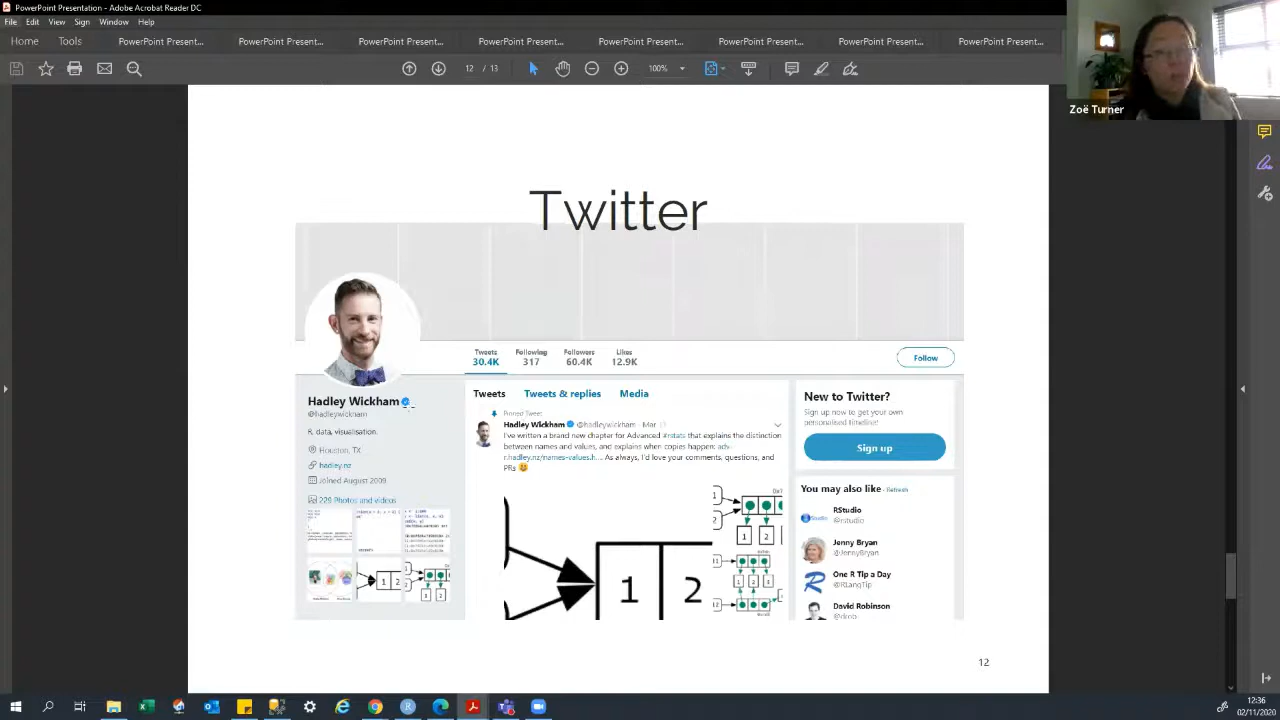 PowerPoint Presentation - Adobe Acrobat Reader DC
File Edit View Sign Window Help
Home Tools PowerPoint Present... PowerPoint Present... PowerPoint Present... PowerPoint Present... PowerPoint Present... PowerPoint Present... PowerPoint Present... PowerPoint Present...
12 / 13 100%
Zoë Turner
Twitter
Tweets Following Followers Likes
30.4K 317 60.4K 12.9K
Follow
Hadley Wickham
@hadleywickham
R, data, visualisation.
Houston, TX
hadley.nz
Joined August 2009
229 Photos and videos
Tweets Tweets & replies Media
Pinned Tweet
Hadley Wickham @hadleywickham · Mar
I've written a brand new chapter for Advanced #rstats that explains the distinction
between names and values, and explains when copies happen: adv-
r.hadley.nz/names-values.h... As always, I'd love your comments, questions, and
PRs
1 2
New to Twitter?
Sign up now to get your own
personalised timeline!
Sign up
You may also like · Refresh
RStudio
@rstudio
Jenny Bryan
@JennyBryan
One R Tip a Day
@RLangTip
David Robinson
12
12:36
02/11/2020